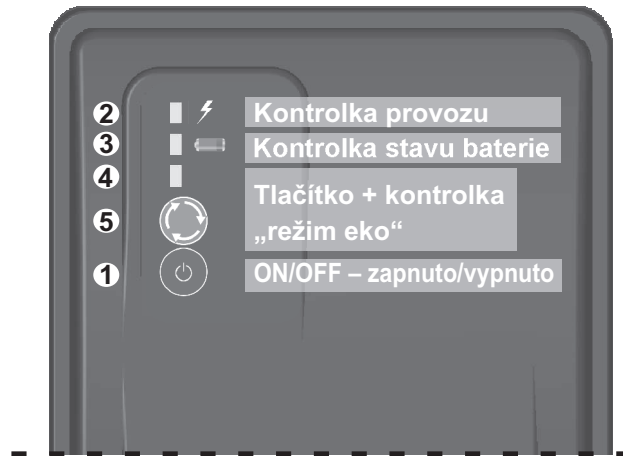 2 Kontrolka provozu
3 Kontrolka stavu baterie
4
Tlačítko + kontrolka
5 „režim eko“
1 ON/OFF – zapnuto/vypnuto